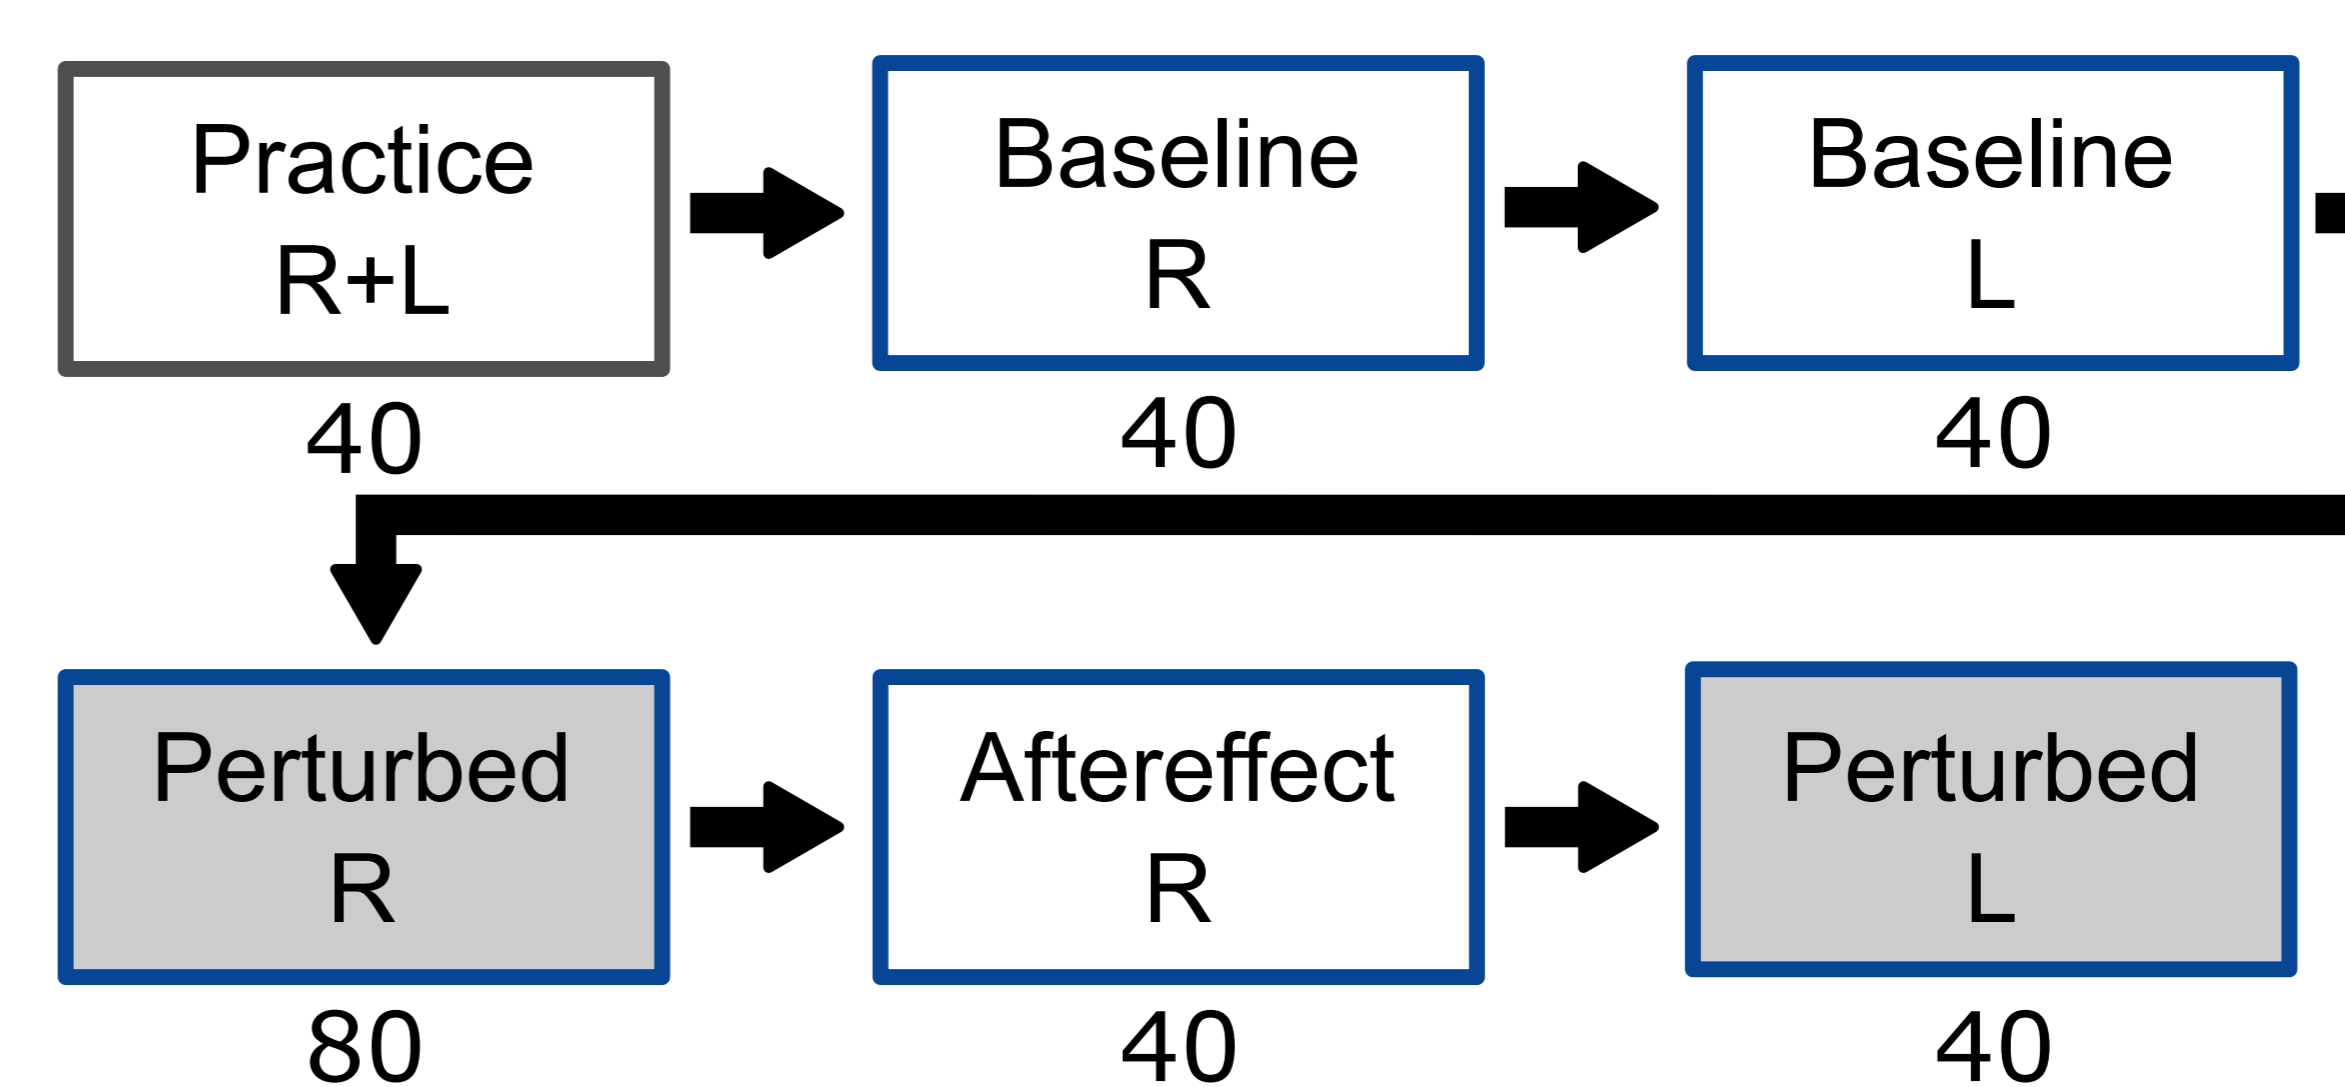 Practice
R+L
40
Baseline
R
40
Baseline
L
40
Perturbed
R
80
Aftereffect
R
40
Perturbed
L
40